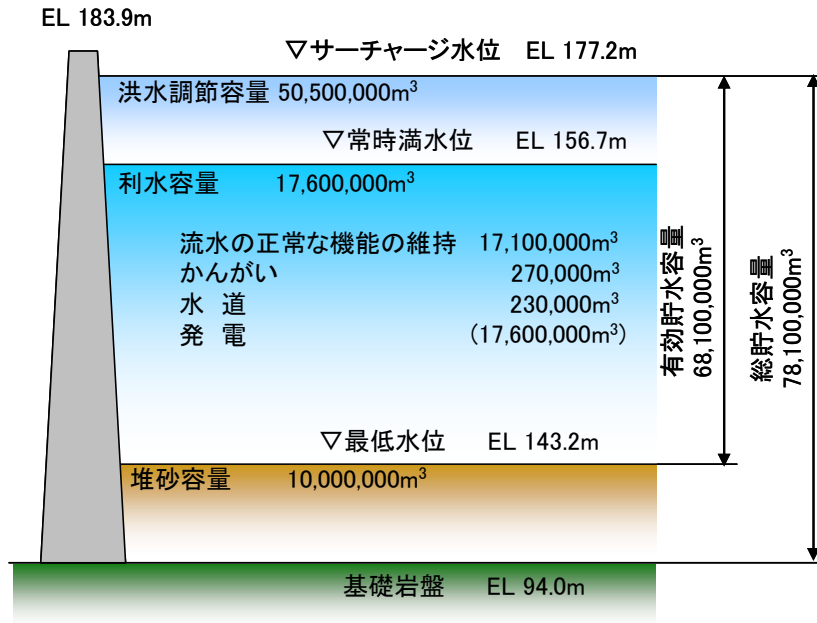 EL 183.9m
▽サーチャージ水位 EL 177.2m
洪水調節容量 50,500,000m³
▽常時満水位 EL 156.7m
利水容量 17,600,000m³
流水の正常な機能の維持 17,100,000m³
かんがい 270,000m³
水 道 230,000m³
発 電 (17,600,000m³)
▽最低水位 EL 143.2m
堆砂容量 10,000,000m³
基礎岩盤 EL 94.0m
有効貯水容量
68,100,000m³
総貯水容量
78,100,000m³